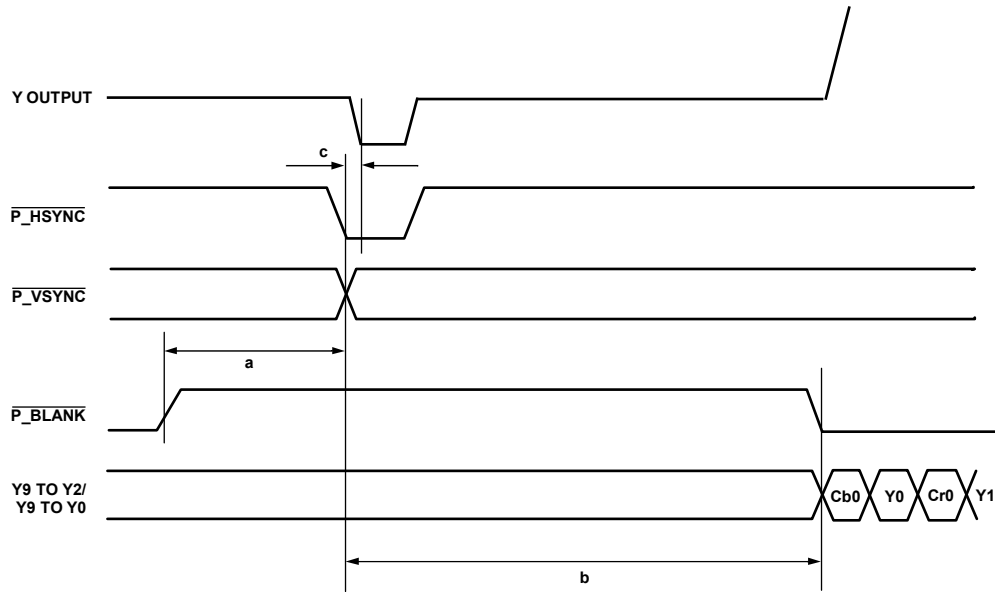 Y OUTPUT
c
P_HSYNC
P_VSYNC
a
P_BLANK
Y9 TO Y2/
Y9 TO Y0
Cb0 Y0 Cr0 Y1
b